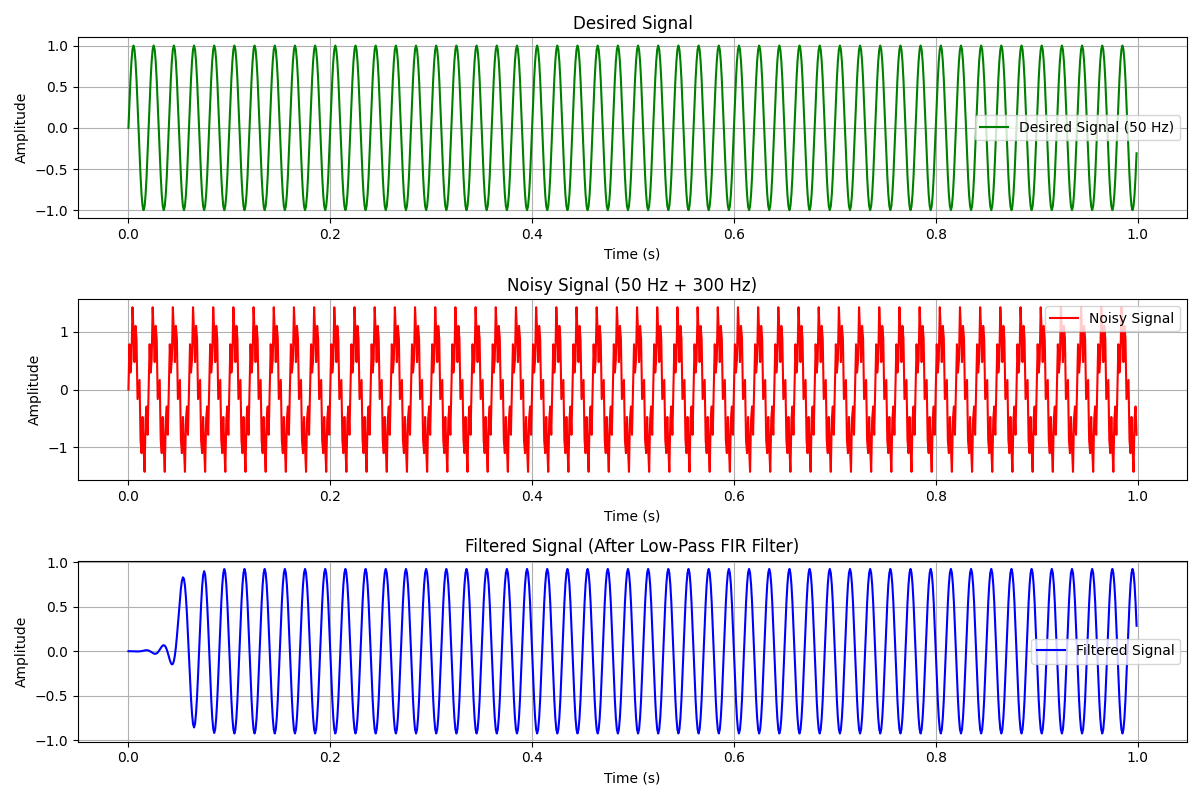 Desired Signal
1.0
0.5
0.0
−0.5
−1.0
Amplitude
Desired Signal (50 Hz)
0.0 0.2 0.4 0.6 0.8 1.0
Time (s)
Noisy Signal (50 Hz + 300 Hz)
1
0
−1
Amplitude
Noisy Signal
0.0 0.2 0.4 0.6 0.8 1.0
Time (s)
Filtered Signal (After Low-Pass FIR Filter)
1.0
0.5
0.0
−0.5
−1.0
Amplitude
Filtered Signal
0.0 0.2 0.4 0.6 0.8 1.0
Time (s)